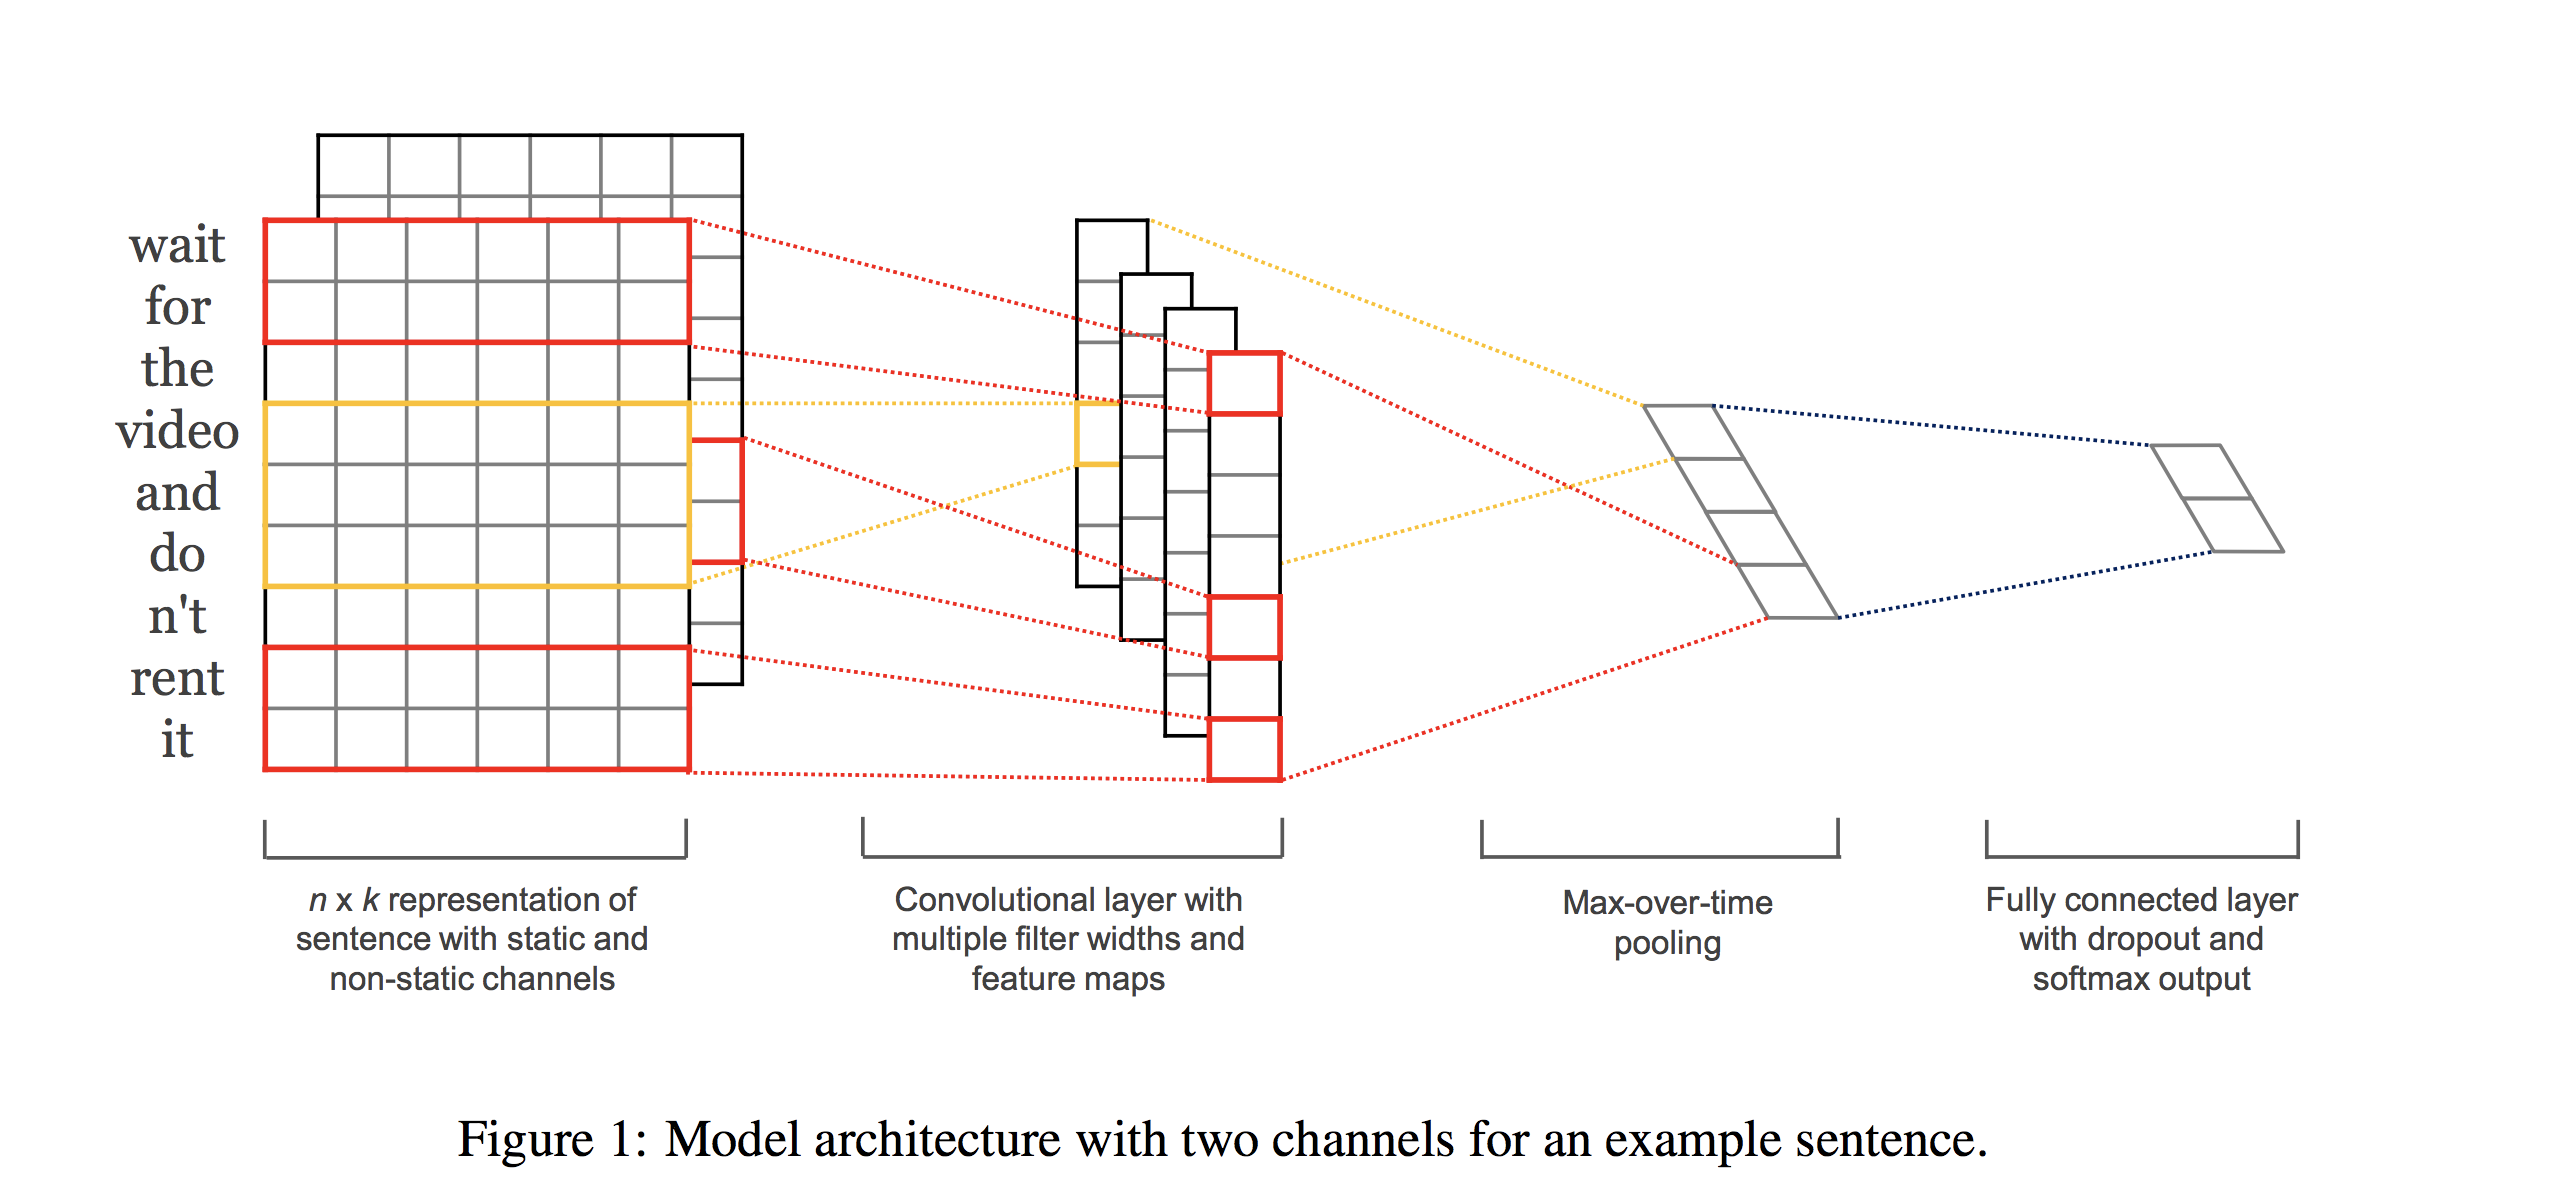 wait
for
the
video
and
do
n't
rent
it
n x k representation of
sentence with static and
non-static channels
Convolutional layer with
multiple filter widths and
feature maps
Max-over-time
pooling
Fully connected layer
with dropout and
softmax output
Figure 1: Model architecture with two channels for an example sentence.